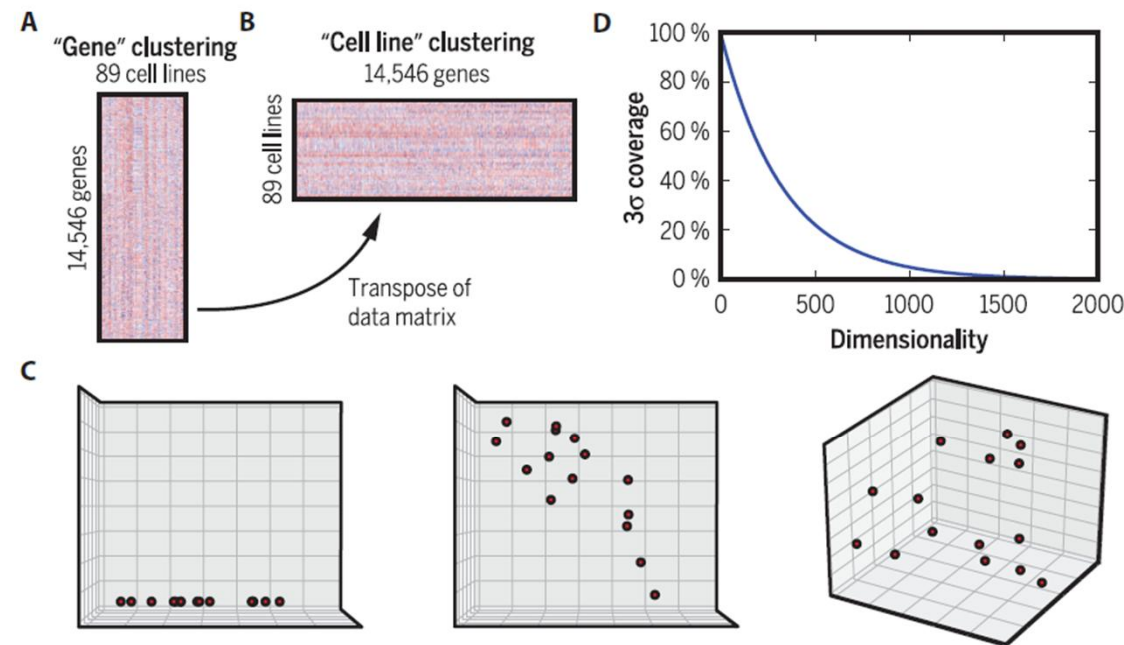 A
"Gene" clustering
89 cell lines
14,546 genes
B
"Cell line" clustering
14,546 genes
89 cell lines
Transpose of
data matrix
D
100 %
80 %
60 %
40 %
20 %
0 %
3σ coverage
0 500 1000 1500 2000
Dimensionality
C